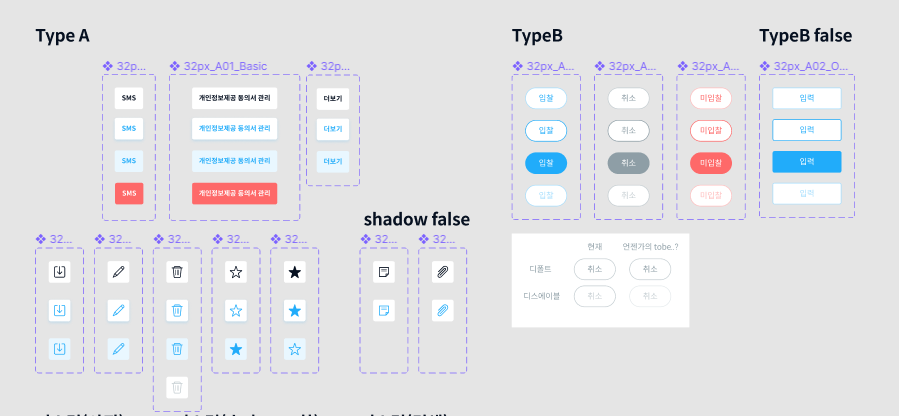 Type A
TypeB
TypeB false
32p...
32px_A01_Basic
32p...
32px_A...
32px_A...
32px_A...
32px_A02_O...
SMS
개인정보제공 동의서 관리
더보기
입찰
취소
미입찰
입력
SMS
개인정보제공 동의서 관리
더보기
입찰
취소
미입찰
입력
SMS
개인정보제공 동의서 관리
더보기
입찰
취소
미입찰
입력
SMS
개인정보제공 동의서 관리
입찰
취소
미입찰
입력
shadow false
32...
32...
32...
32...
32...
32...
32...
현재
언젠가의 tobe..?
디폴트
취소
취소
디스에이블
취소
취소